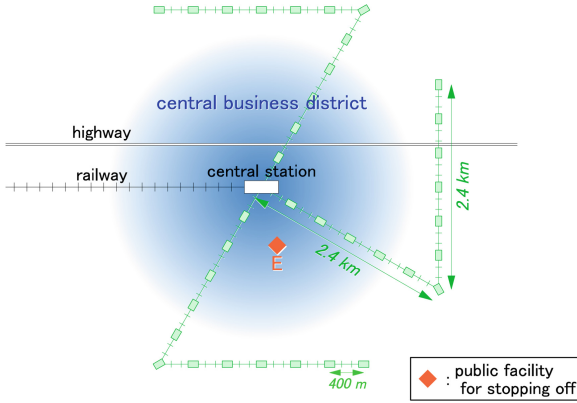 central business district
highway
central station
railway
2.4 km
2.4 km
E
400 m
: public facility
for stopping off